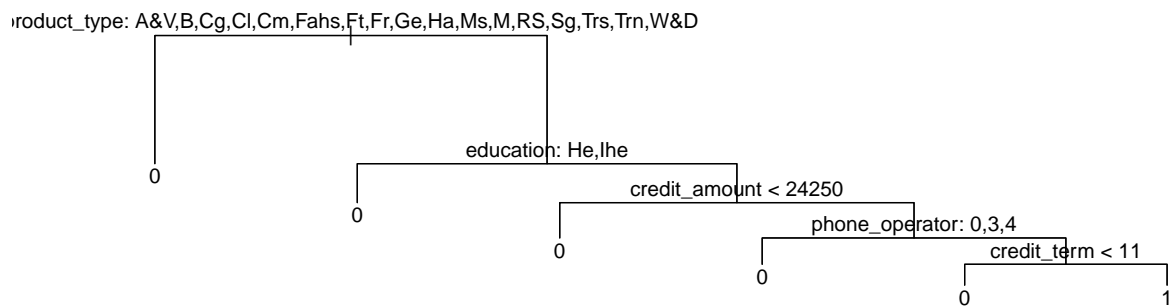 product_type: A&V,B,Cg,Cl,Cm,Fahs,Ft,Fr,Ge,Ha,Ms,M,RS,Sg,Trs,Trn,W&D
education: He,Ihe
0
credit_amount < 24250
0
phone_operator: 0,3,4
0
credit_term < 11
0
0
1